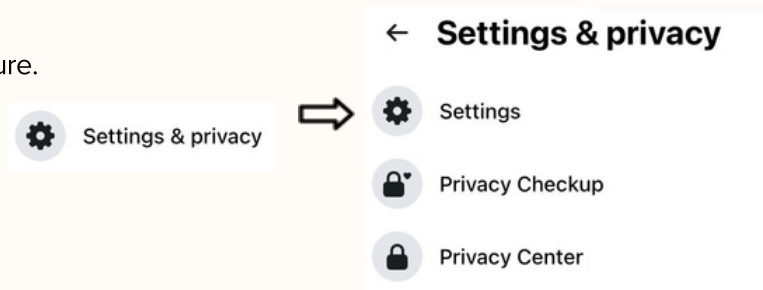 ure.
Settings & privacy
Settings & privacy
Settings
Privacy Checkup
Privacy Center